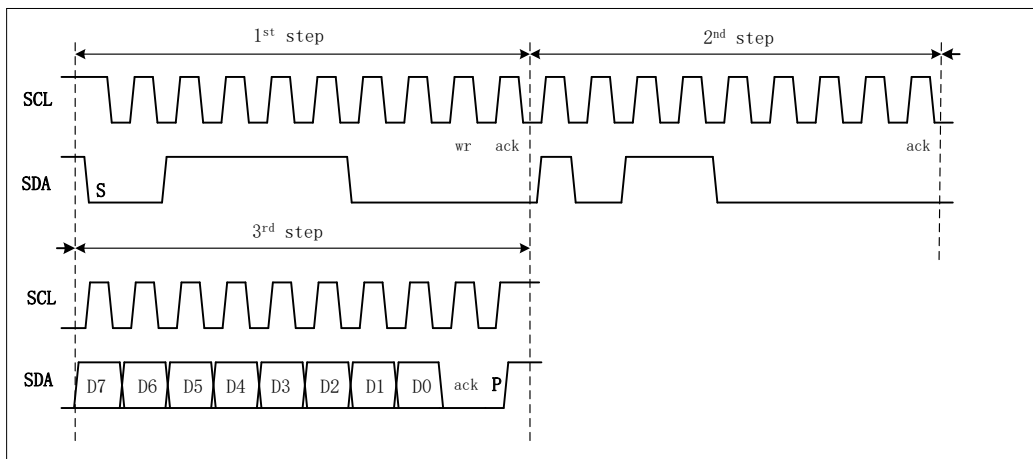 1st step
2nd step
SCL
wr ack
ack
SDA
S
3rd step
SCL
SDA
D7 D6 D5 D4 D3 D2 D1 D0 ack P